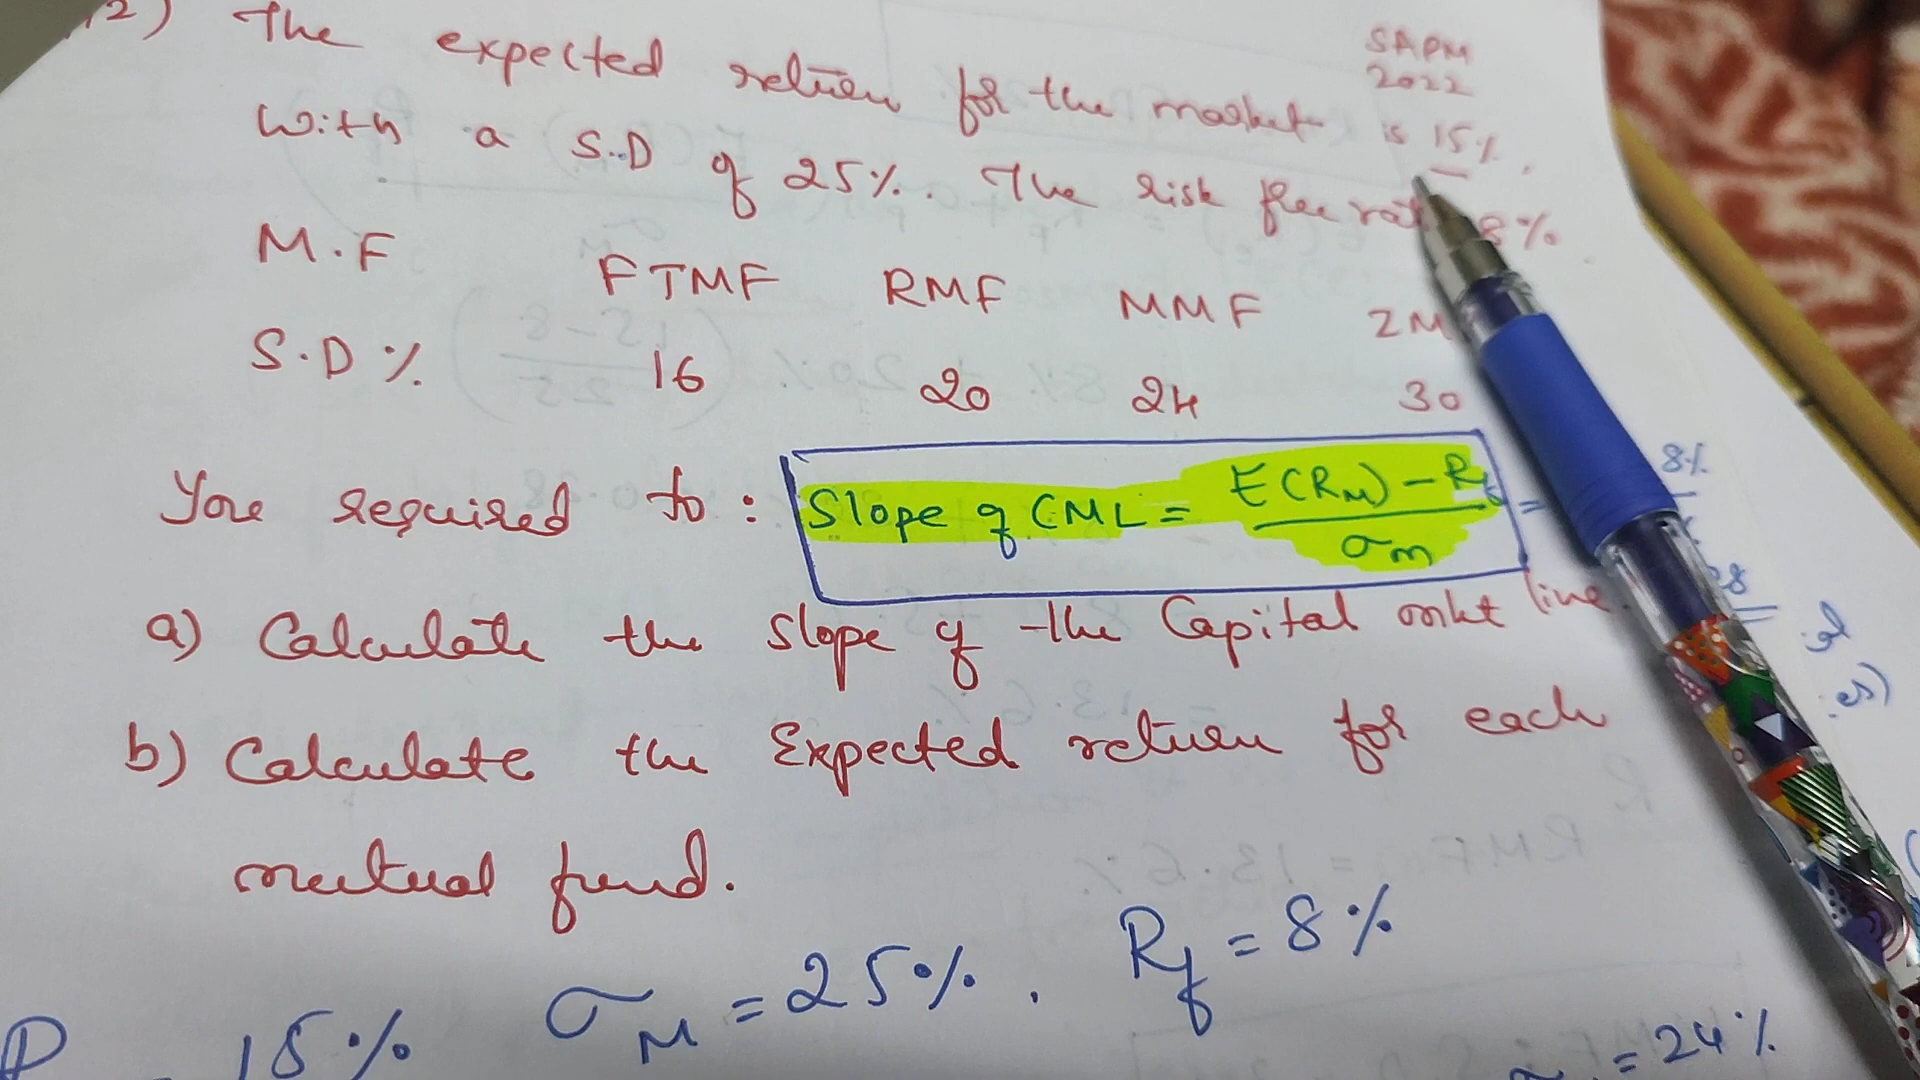 2) The expected return for the market is 15%.
SAPM
2022
With a S.D of 25%. The risk free 8%
M.F FTMF RMF MMF
S.D % 16 20 24 30
You required to: Slope of CML = E(RM) - Rf / σm = 8%
a) Calculate the slope of the Capital mkt line.
b) Calculate the Expected return for each
mutual fund.
15% σM = 25%. Rf = 8%
= 24%